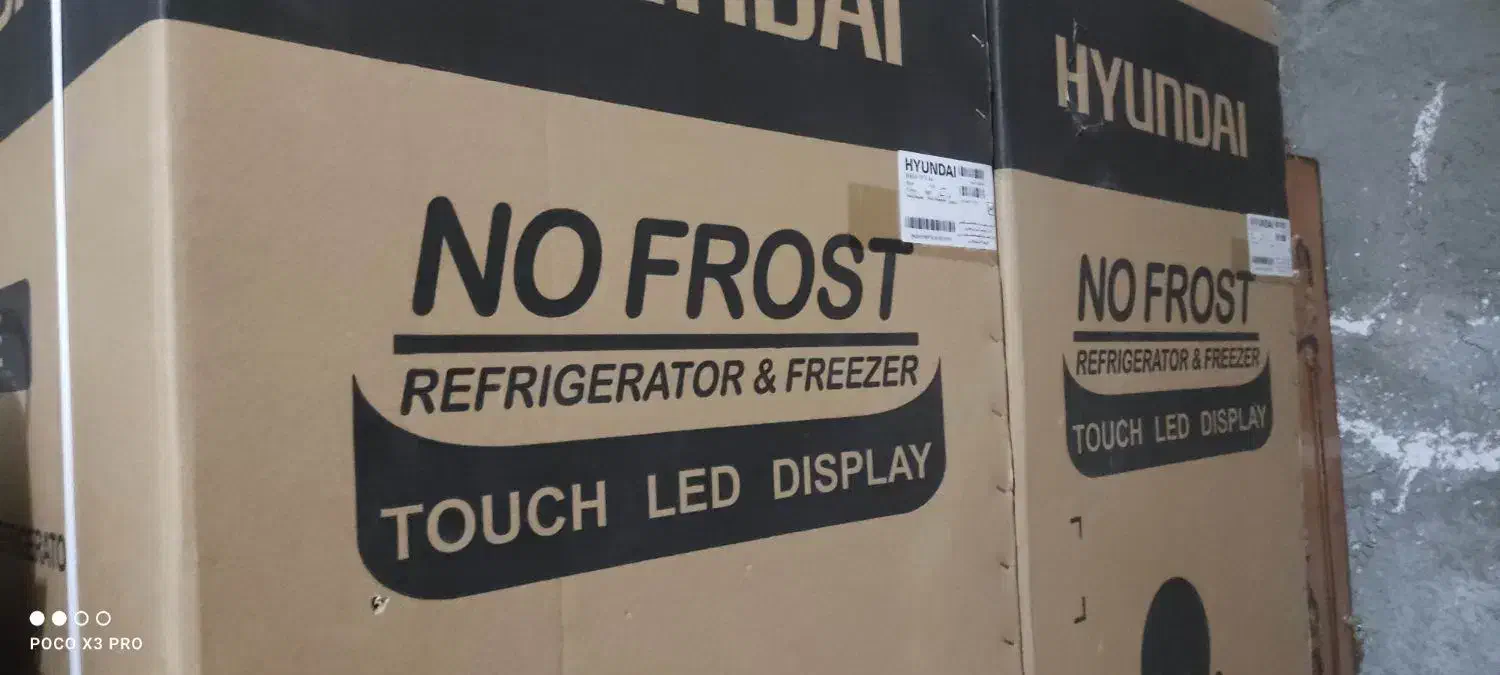 HYUNDAI
NO FROST
REFRIGERATOR & FREEZER
TOUCH LED DISPLAY
HYUNDAI
HYUNDAI
NO FROST
REFRIGERATOR & FREEZER
TOUCH LED DISPLAY
HYUNDAI
POCO X3 PRO